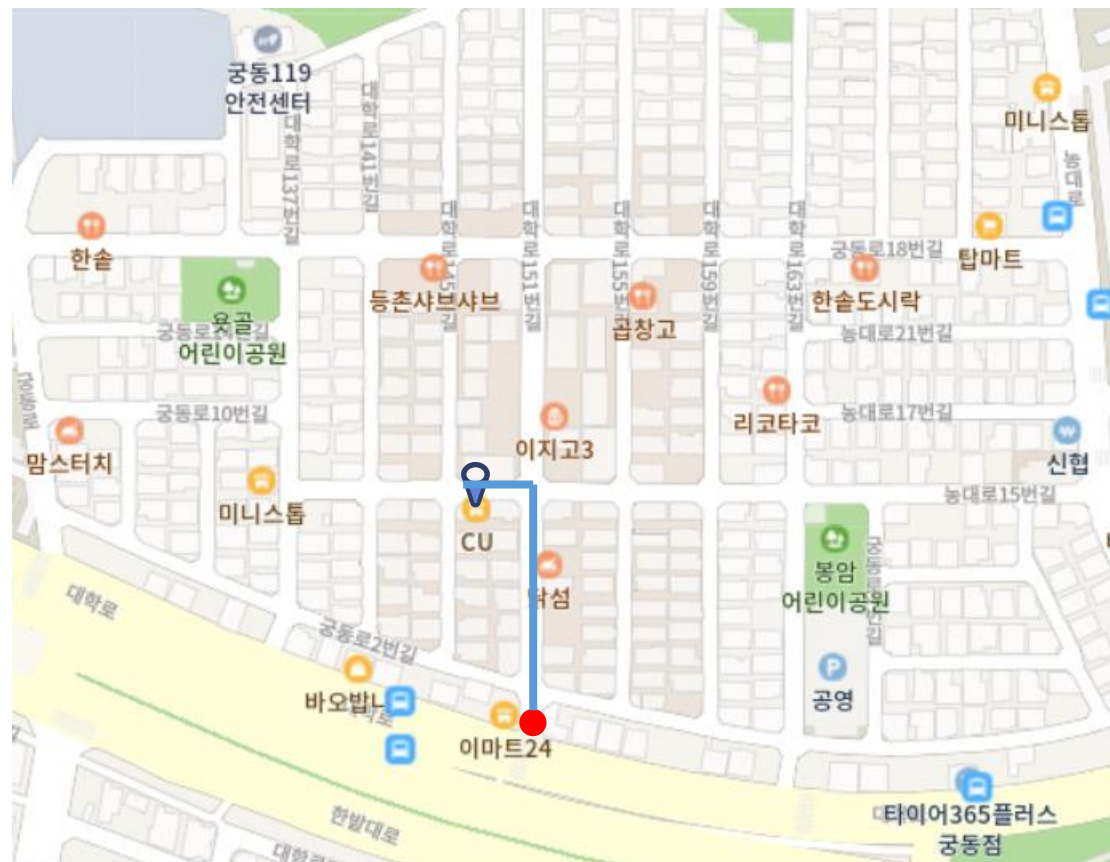 궁동119
안전센터
대학로137번길
대학로141번길
미니스톱
농대로
한솥
대학로145번길
대학로151번길
대학로155번길
대학로159번길
대학로163번길
궁동로18번길
탑마트
등촌샤브샤브
곱창고
한솥도시락
욧골
어린이공원
농대로21번길
궁동로
궁동로10번길
맘스터치
이지고3
리코타코
농대로17번길
신협
미니스톱
농대로15번길
CU
봉암
어린이공원
대학로
궁동로2번길
바오밥
이마트24
공영
P
타이어365플러스
궁동점
한밭대로